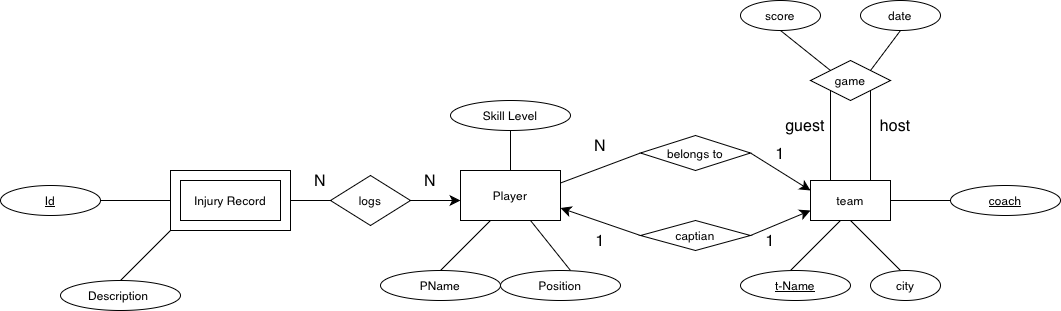 score
date
game
guest
host
Skill Level
N
belongs to
1
Id
Injury Record
N
logs
N
Player
team
coach
1
captian
1
Description
PName
Position
t-Name
city